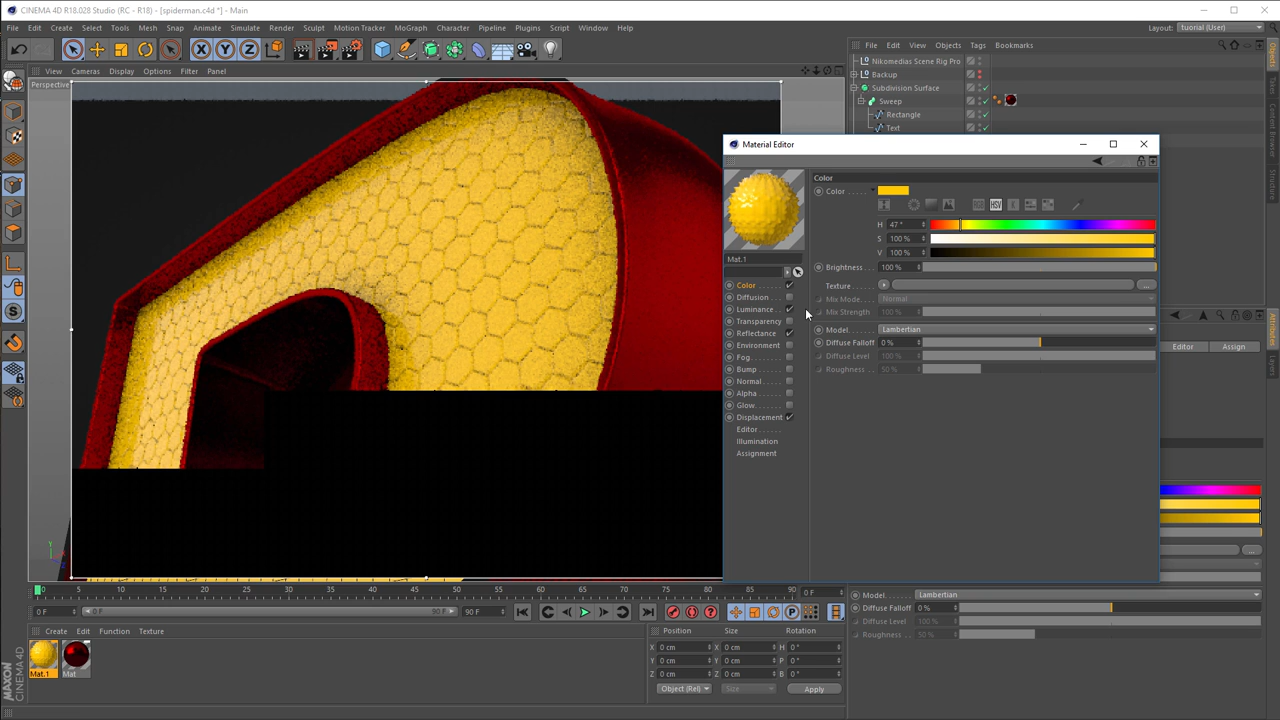 CINEMA 4D R18.028 Studio (RC - R18) - [spiderman.c4d *] - Main
File Edit Create Select Tools Mesh Snap Animate Simulate Render Sculpt Motion Tracker MoGraph Character Pipeline Plugins Script Window Help
Layout: tuorial (User)
File Edit View Objects Tags Bookmarks
View Cameras Display Options Filter Panel
Perspective
Nikomedias Scene Rig Pro
Backup
Subdivision Surface
Sweep
Rectangle
Text
Objects
Takes
Content Browser
Structure
Attributes
Layers
Editor Assign
Material Editor
Mat.1
Color
Diffusion
Luminance
Transparency
Reflectance
Environment
Fog
Bump
Normal
Alpha
Glow
Displacement
Editor
Illumination
Assignment
Color
Color
H 47 °
S 100 %
V 100 %
Brightness 100 %
Texture ...
Mix Mode Normal
Mix Strength 100 %
Model Lambertian
Diffuse Falloff 0 %
Diffuse Level 100 %
Roughness 50 %
...
Model Lambertian
Diffuse Falloff 0 %
Diffuse Level 100 %
Roughness 50 %
0 5 10 15 20 25 30 35 40 45 50 55 60 65 70 75 80 85 90 0 F
0 F 0 F 90 F 90 F
Create Edit Function Texture
Mat.1 Mat
Position Size Rotation
X 0 cm X 0 cm H 0 °
Y 0 cm Y 0 cm P 0 °
Z 0 cm Z 0 cm B 0 °
Object (Rel) Size Apply
MAXON
CINEMA 4D